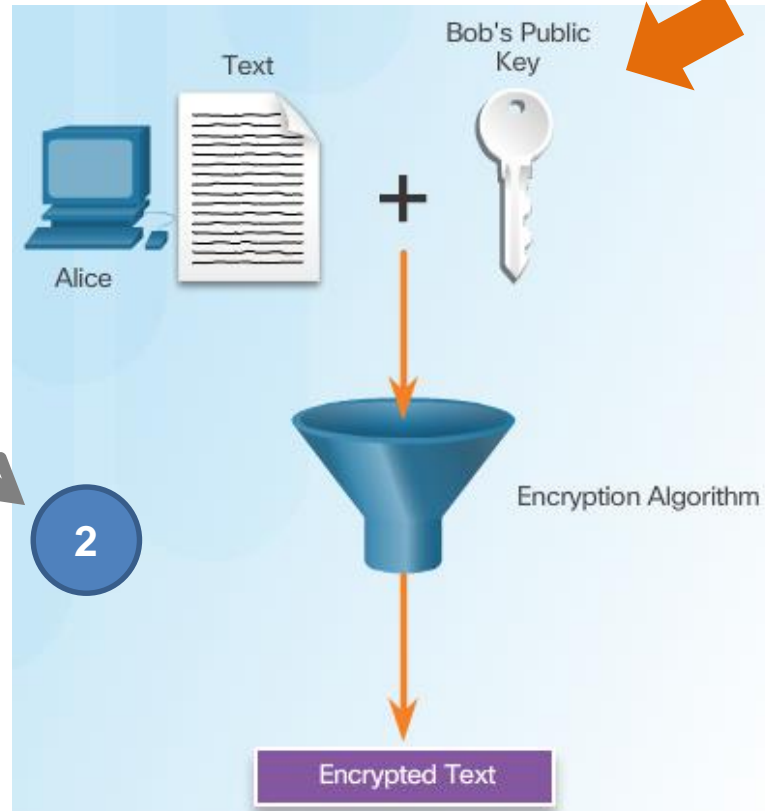 Bob's Public
Key
Text
Alice
Encryption Algorithm
2
Encrypted Text